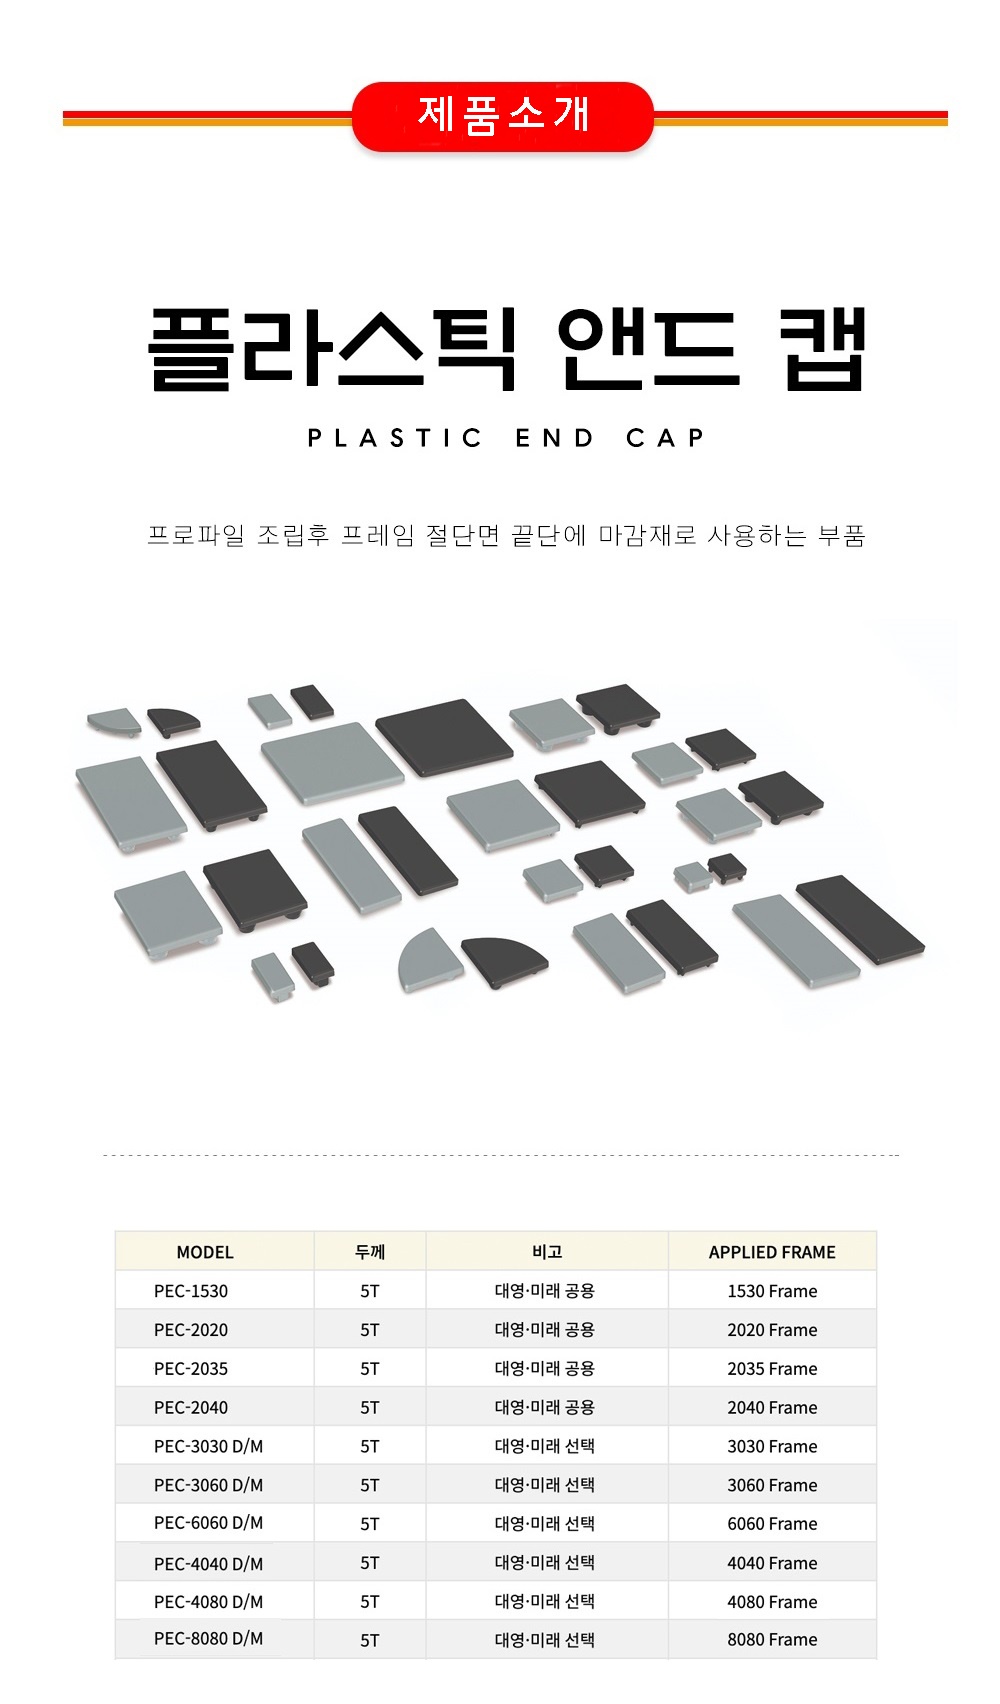 제품소개
플라스틱 앤드 캡
PLASTIC END CAP
프로파일 조립후 프레임 절단면 끝단에 마감재로 사용하는 부품
MODEL 두께 비고 APPLIED FRAME
PEC-1530 5T 대영·미래 공용 1530 Frame
PEC-2020 5T 대영·미래 공용 2020 Frame
PEC-2035 5T 대영·미래 공용 2035 Frame
PEC-2040 5T 대영·미래 공용 2040 Frame
PEC-3030 D/M 5T 대영·미래 선택 3030 Frame
PEC-3060 D/M 5T 대영·미래 선택 3060 Frame
PEC-6060 D/M 5T 대영·미래 선택 6060 Frame
PEC-4040 D/M 5T 대영·미래 선택 4040 Frame
PEC-4080 D/M 5T 대영·미래 선택 4080 Frame
PEC-8080 D/M 5T 대영·미래 선택 8080 Frame